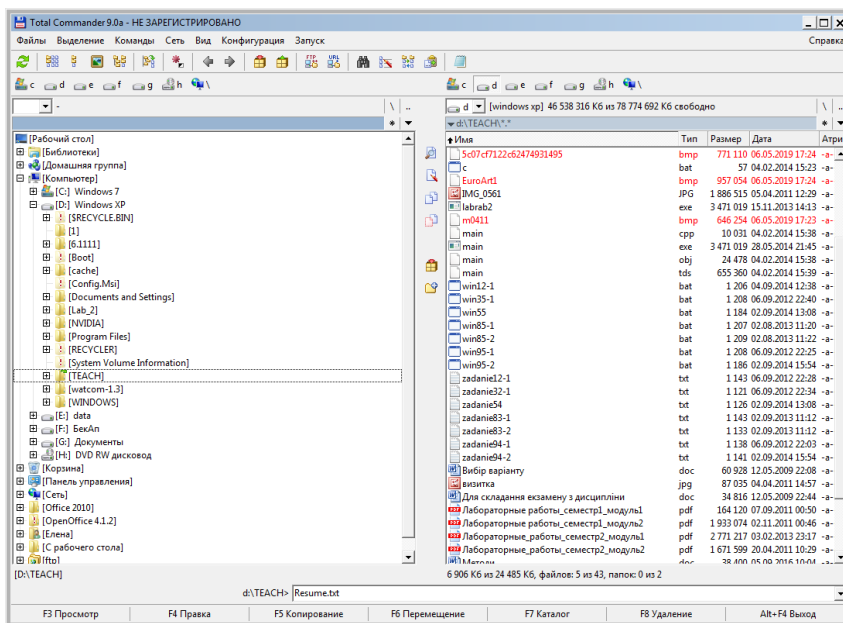 Total Commander 9.0a - НЕ ЗАРЕГИСТРИРОВАНО
Файлы Выделение Команды Сеть Вид Конфигурация Запуск Справка
FTP URL
c d e f g h \
c d e f g h \
- \ ..
d [windows xp] 46 538 316 Кб из 78 774 692 Кб свободно \ ..
* ▼
▼d:\TEACH\*.* * ▼
[Рабочий стол]
[Библиотеки]
[Домашняя группа]
[Компьютер]
[C:] Windows 7
[D:] Windows XP
[$RECYCLE.BIN]
[1]
[6.1111]
[Boot]
[cache]
[Config.Msi]
[Documents and Settings]
[Lab_2]
[NVIDIA]
[Program Files]
[RECYCLER]
[System Volume Information]
[TEACH]
[watcom-1.3]
[WINDOWS]
[E:] data
[F:] БекАп
[G:] Документы
[H:] DVD RW дисковод
[Корзина]
[Панель управления]
[Сеть]
[Office 2010]
[OpenOffice 4.1.2]
[Елена]
[С рабочего стола]
[ftp]
Имя Тип Размер Дата Атри
5c07cf7122c62474931495 bmp 771 110 06.05.2019 17:24 -a-
c bat 57 04.02.2014 15:23 -a-
EuroArt1 bmp 957 054 06.05.2019 17:24 -a-
IMG_0561 JPG 1 886 515 05.04.2011 12:29 -a-
labrab2 exe 3 471 019 15.11.2013 14:13 -a-
m0411 bmp 646 254 06.05.2019 17:23 -a-
main cpp 10 031 04.02.2014 15:38 -a-
main exe 3 471 019 28.05.2014 21:45 -a-
main obj 24 478 04.02.2014 15:38 -a-
main tds 655 360 04.02.2014 15:39 -a-
win12-1 bat 1 206 04.09.2014 12:38 -a-
win35-1 bat 1 208 06.09.2012 22:40 -a-
win55 bat 1 184 02.09.2014 13:08 -a-
win85-1 bat 1 207 02.08.2013 11:20 -a-
win85-2 bat 1 209 02.08.2013 11:22 -a-
win95-1 bat 1 208 06.09.2012 22:25 -a-
win95-2 bat 1 186 02.09.2014 15:54 -a-
zadanie12-1 txt 1 143 06.09.2012 22:28 -a-
zadanie32-1 txt 1 121 06.09.2012 22:34 -a-
zadanie54 txt 1 126 02.09.2014 13:08 -a-
zadanie83-1 txt 1 143 02.09.2013 11:12 -a-
zadanie83-2 txt 1 133 02.09.2013 11:12 -a-
zadanie94-1 txt 1 138 06.09.2012 22:03 -a-
zadanie94-2 txt 1 141 02.09.2014 15:54 -a-
Вибір варіанту doc 60 928 12.05.2009 22:08 -a-
визитка jpg 87 035 04.04.2011 14:57 -a-
Для складання екзамену з дисципліни doc 34 816 12.05.2009 22:44 -a-
Лабораторные работы_семестр1_модуль1 pdf 164 120 07.09.2011 00:50 -a-
Лабораторные работы_семестр1_модуль2 pdf 1 933 074 02.11.2011 00:46 -a-
Лабораторные_работы_семестр2_модуль1 pdf 2 771 217 03.02.2013 23:17 -a-
Лабораторные_работы_семестр2_модуль2 pdf 1 671 599 20.04.2011 10:29 -a-
Методи doc 38 400 05.09.2016 10:04 -a-
[D:\TEACH]
6 906 Кб из 24 485 Кб, файлов: 5 из 43, папок: 0 из 2
d:\TEACH> Resume.txt
F3 Просмотр F4 Правка F5 Копирование F6 Перемещение F7 Каталог F8 Удаление Alt+F4 Выход